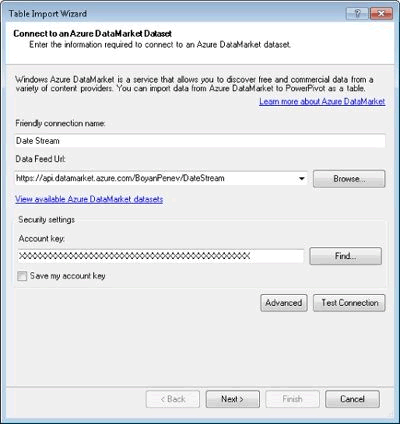 Table Import Wizard
Connect to an Azure DataMarket Dataset
Enter the information required to connect to an Azure DataMarket dataset.
Windows Azure DataMarket is a service that allows you to discover free and commercial data from a
variety of content providers. You can import data from Azure DataMarket to PowerPivot as a table.
Learn more about Azure DataMarket
Friendly connection name:
Date Stream
Data Feed Url:
https://api.datamarket.azure.com/BoyanPenev/DateStream
Browse...
View available Azure DataMarket datasets
Security settings
Account key:
XXXXXXXXXXXXXXXXXXXXXXXXXXXXXXXXXXXXXXXXXXXX
Find...
Save my account key
Advanced
Test Connection
< Back
Next >
Finish
Cancel